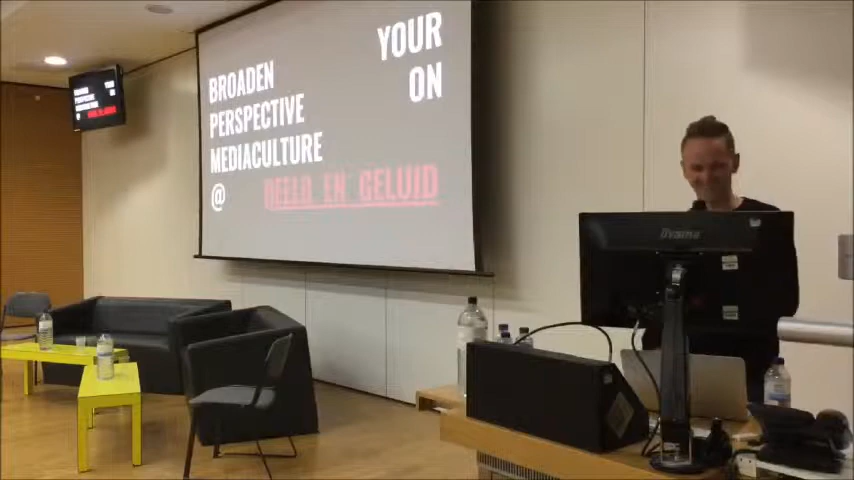 BROADEN YOUR
PERSPECTIVE ON
MEDIACULTURE
@ BEELD EN GELUID
iiyama